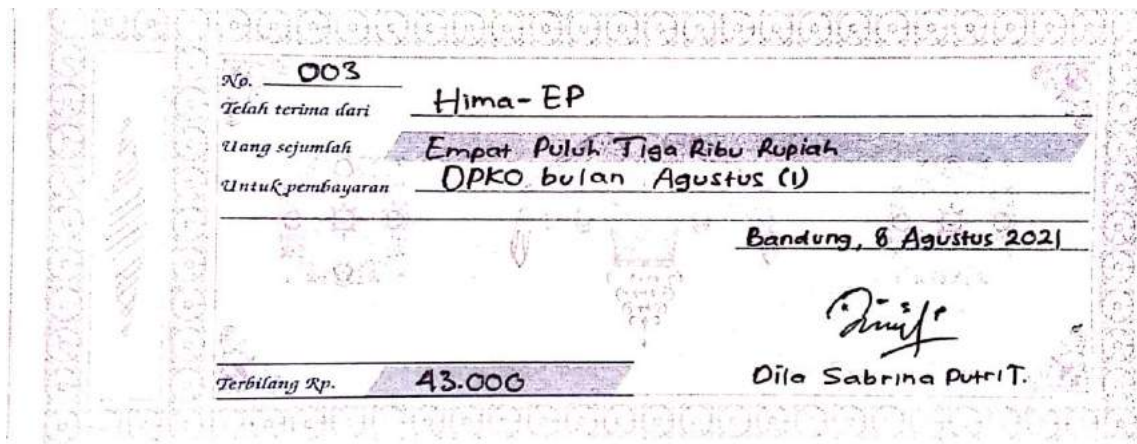 No. 003
Telah terima dari Hima-EP
Uang sejumlah Empat Puluh Tiga Ribu Rupiah
Untuk pembayaran OPKO bulan Agustus (1)
Bandung, 8 Agustus 2021
Dila Sabrina Putri T.
Terbilang Rp. 43.000